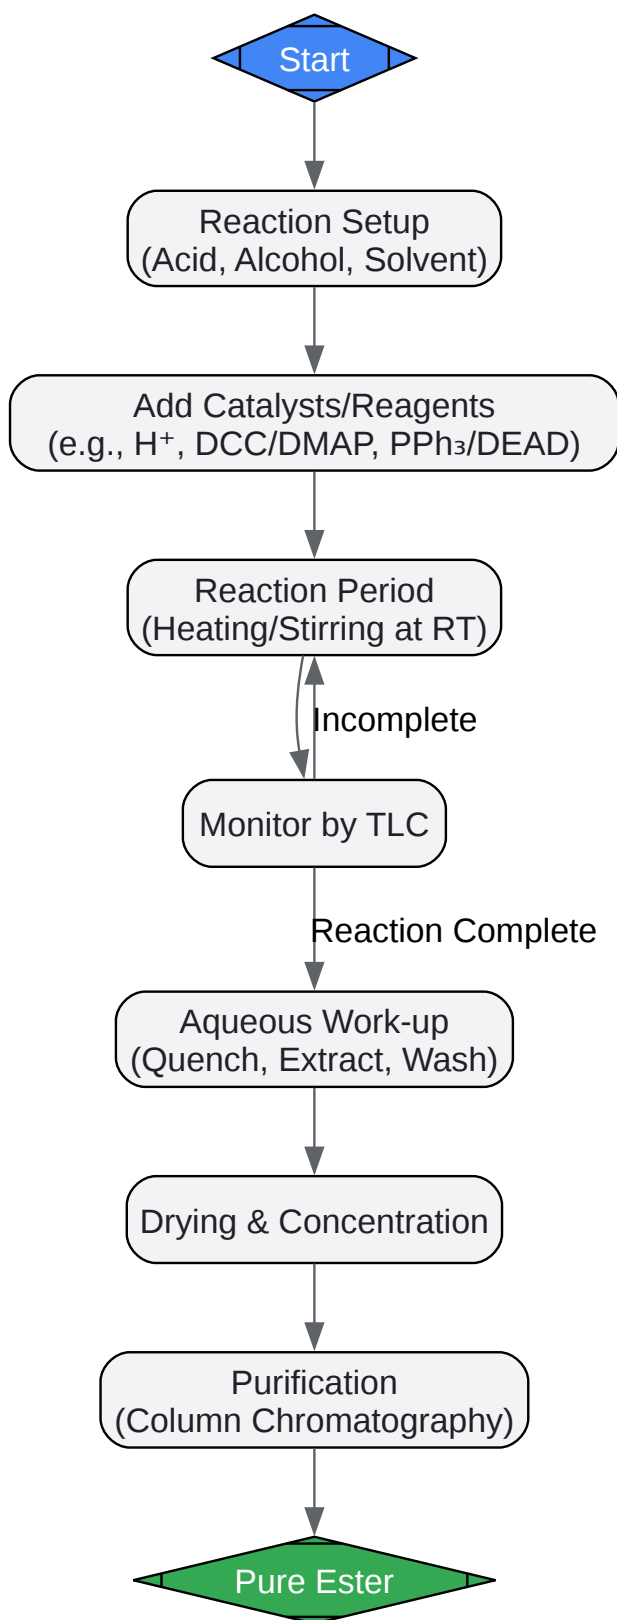 Start
Reaction Setup
(Acid, Alcohol, Solvent)
Add Catalysts/Reagents
(e.g., H⁺, DCC/DMAP, PPh₃/DEAD)
Reaction Period
(Heating/Stirring at RT)
Incomplete
Monitor by TLC
Reaction Complete
Aqueous Work-up
(Quench, Extract, Wash)
Drying & Concentration
Purification
(Column Chromatography)
Pure Ester